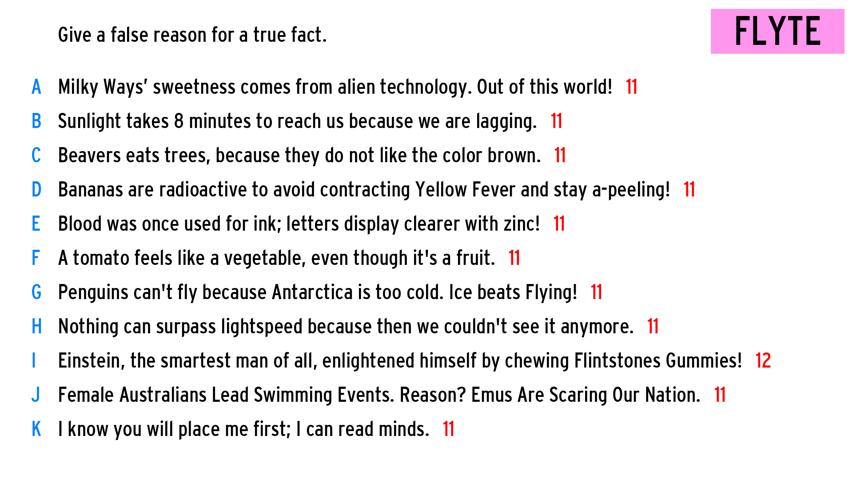 Give a false reason for a true fact.
FLYTE
A Milky Ways’ sweetness comes from alien technology. Out of this world! 11
B Sunlight takes 8 minutes to reach us because we are lagging. 11
C Beavers eats trees, because they do not like the color brown. 11
D Bananas are radioactive to avoid contracting Yellow Fever and stay a-peeling! 11
E Blood was once used for ink; letters display clearer with zinc! 11
F A tomato feels like a vegetable, even though it's a fruit. 11
G Penguins can't fly because Antarctica is too cold. Ice beats Flying! 11
H Nothing can surpass lightspeed because then we couldn't see it anymore. 11
I Einstein, the smartest man of all, enlightened himself by chewing Flintstones Gummies! 12
J Female Australians Lead Swimming Events. Reason? Emus Are Scaring Our Nation. 11
K I know you will place me first; I can read minds. 11